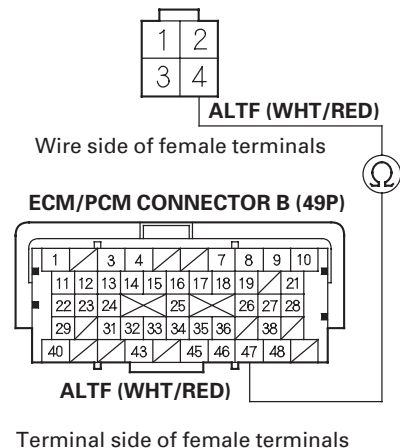 1 2
3 4
ALTF (WHT/RED)
Wire side of female terminals
Ω
ECM/PCM CONNECTOR B (49P)
1 3 4 7 8 9 10
11 12 13 14 15 16 17 18 19 21
22 23 24 25 26 27 28
29 31 32 33 34 35 36 38
40 43 45 46 47 48
ALTF (WHT/RED)
Terminal side of female terminals